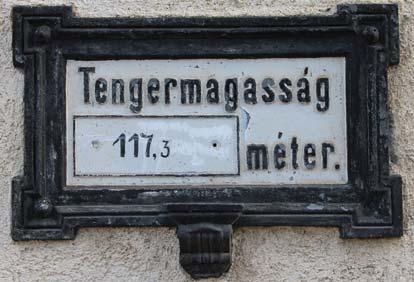 Tengermagasság
117,3 méter.